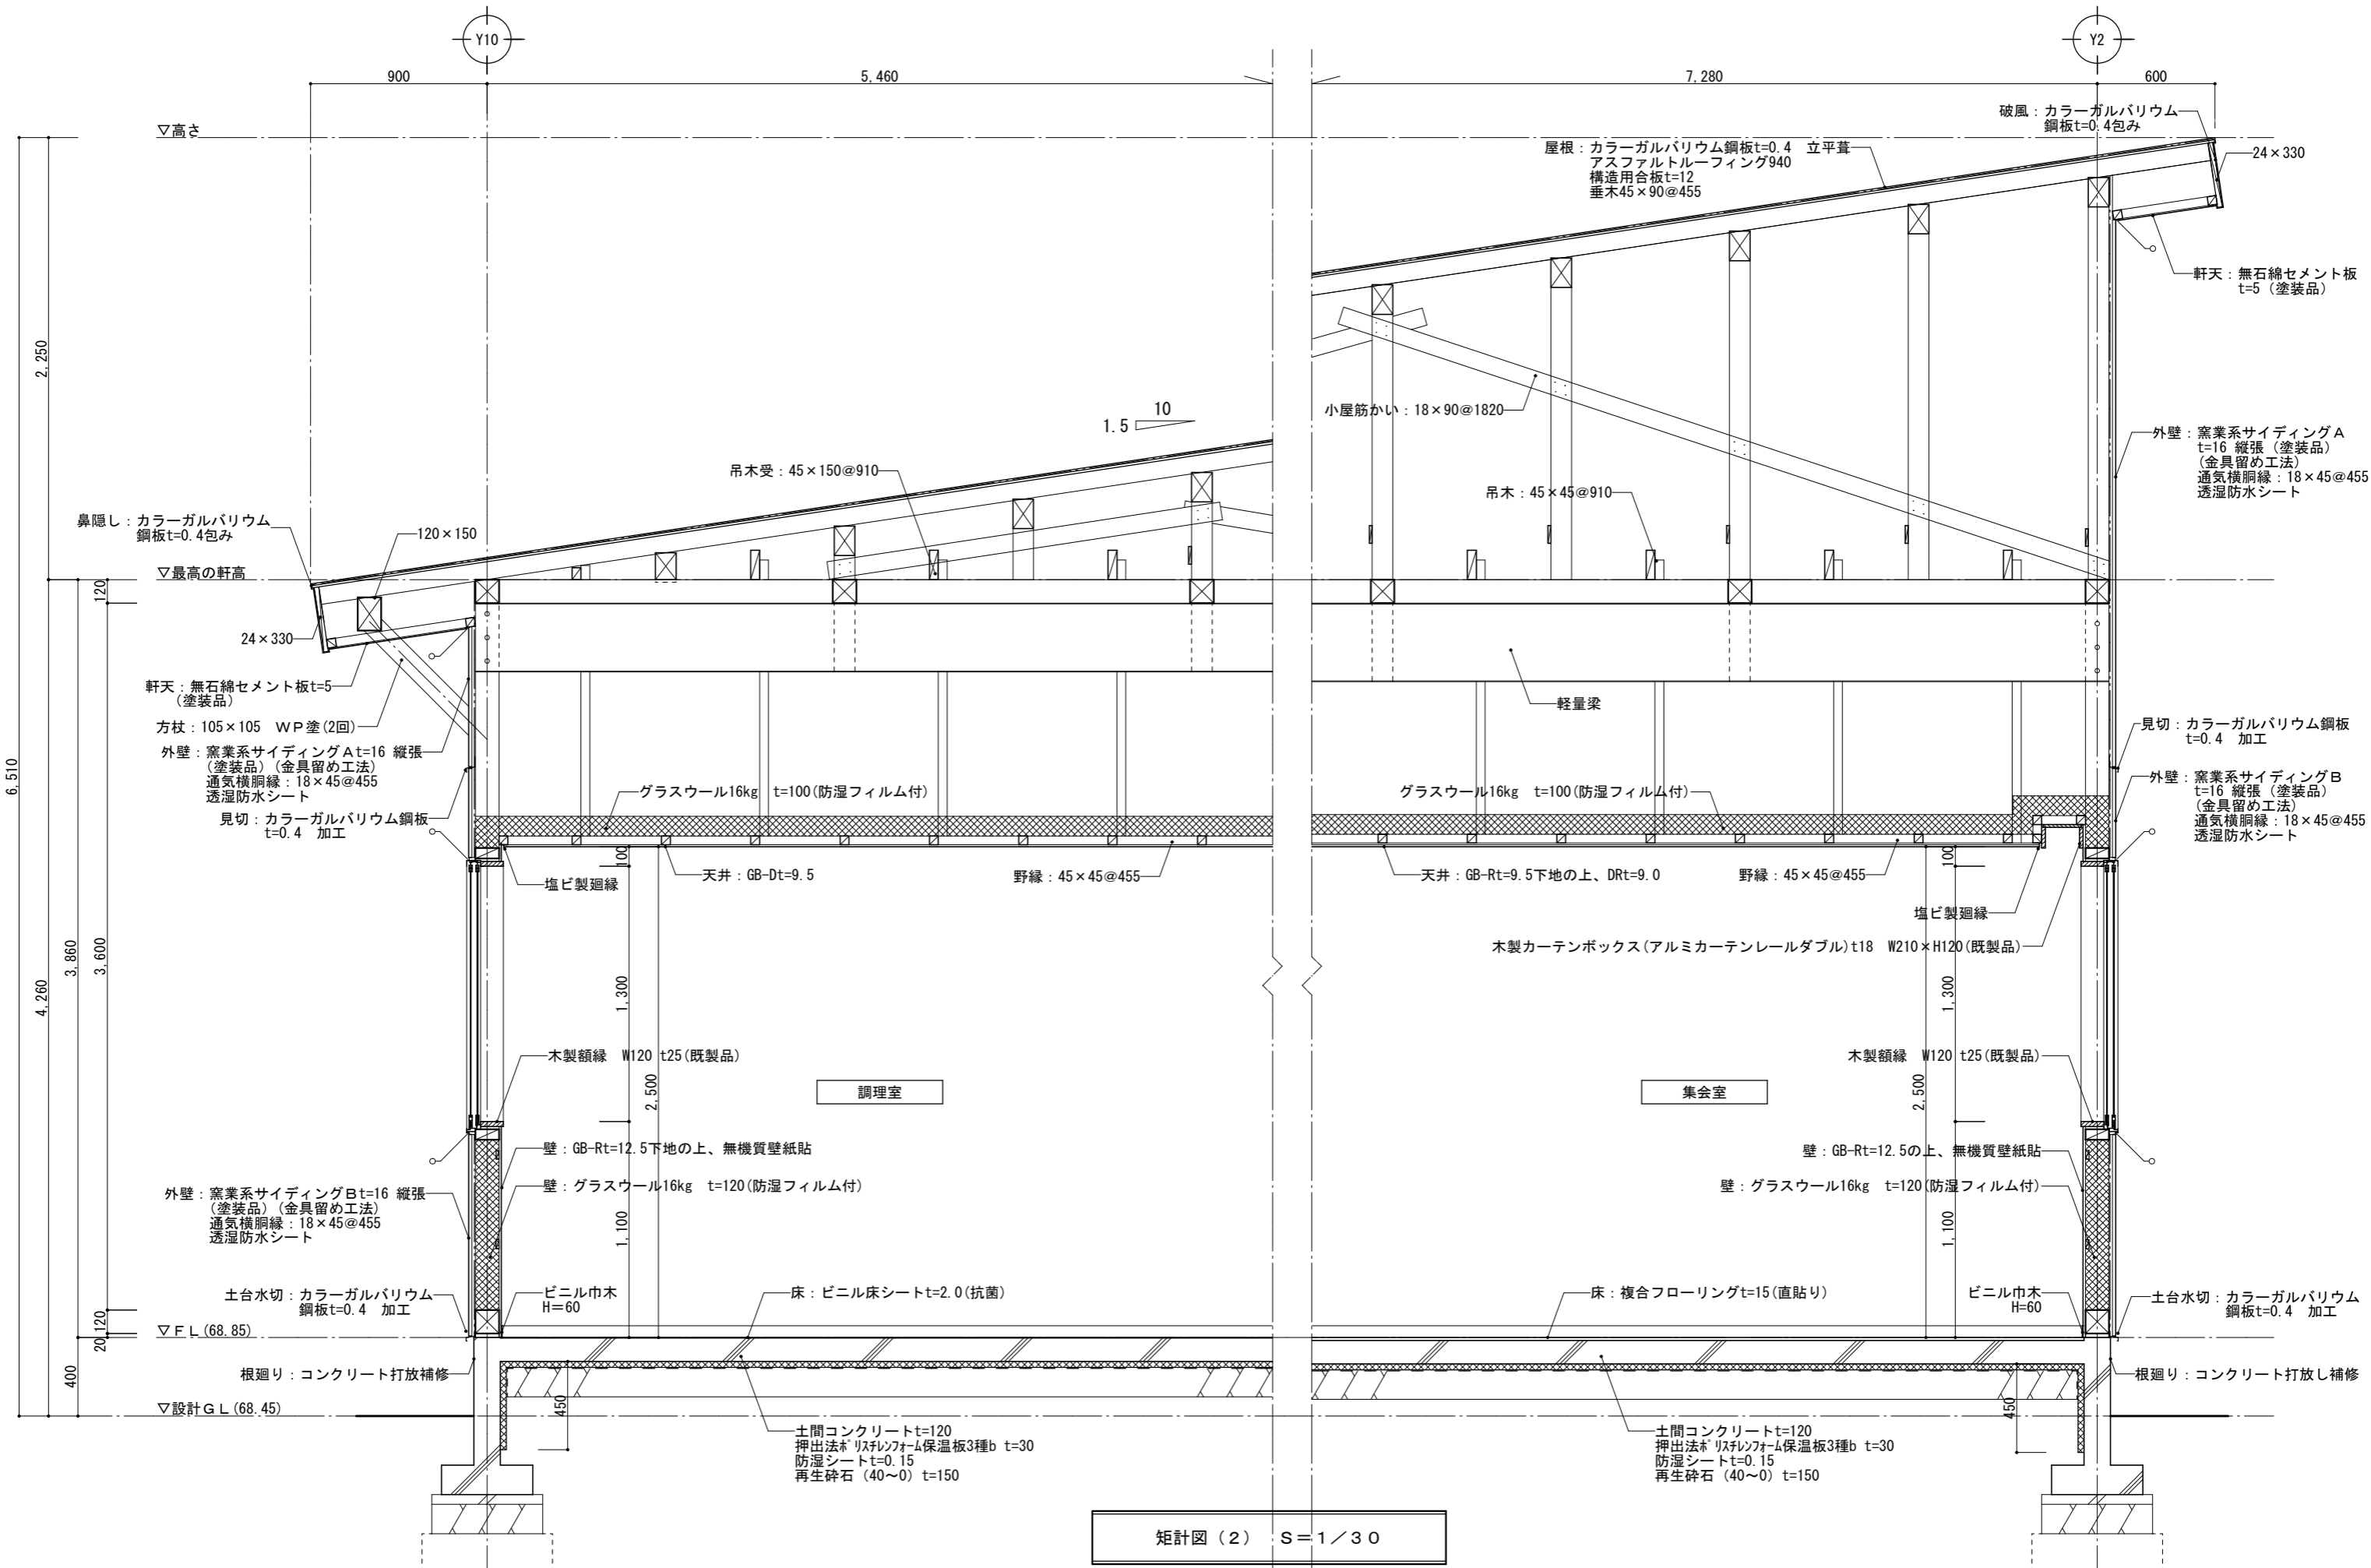 Y10
Y2
900
5,460
7,280
600
▽高さ
破風：カラーガルバリウム
鋼板t=0.4包み
屋根：カラーガルバリウム鋼板t=0.4　立平葺
アスファルトルーフィング940
構造用合板t=12
垂木45×90@455
24×330
軒天：無石綿セメント板
t=5（塗装品）
2,250
小屋筋かい：18×90@1820
10
1.5
外壁：窯業系サイディングA
t=16 縦張（塗装品）
(金具留め工法)
通気横胴縁：18×45@455
透湿防水シート
吊木受：45×150@910
吊木：45×45@910
鼻隠し：カラーガルバリウム
鋼板t=0.4包み
120×150
▽最高の軒高
120
24×330
軒天：無石綿セメント板t=5
（塗装品）
方杖：105×105　WP塗(2回)
軽量梁
外壁：窯業系サイディングAt=16 縦張
（塗装品）(金具留め工法)
通気横胴縁：18×45@455
透湿防水シート
見切：カラーガルバリウム鋼板
t=0.4　加工
6,510
見切：カラーガルバリウム鋼板
t=0.4　加工
外壁：窯業系サイディングB
t=16 縦張（塗装品）
(金具留め工法)
通気横胴縁：18×45@455
透湿防水シート
グラスウール16kg　t=100(防湿フィルム付)
グラスウール16kg　t=100(防湿フィルム付)
100
100
塩ビ製廻縁
天井：GB-Dt=9.5
野縁：45×45@455
天井：GB-Rt=9.5下地の上、DRt=9.0
野縁：45×45@455
塩ビ製廻縁
木製カーテンボックス(アルミカーテンレールダブル)t18　W210×H120(既製品)
4,260
3,860
3,600
1,300
1,300
木製額縁　W120 t25(既製品)
木製額縁　W120 t25(既製品)
2,500
2,500
調理室
集会室
壁：GB-Rt=12.5下地の上、無機質壁紙貼
壁：GB-Rt=12.5の上、無機質壁紙貼
壁：グラスウール16kg　t=120(防湿フィルム付)
壁：グラスウール16kg　t=120(防湿フィルム付)
外壁：窯業系サイディングBt=16 縦張
（塗装品）(金具留め工法)
通気横胴縁：18×45@455
透湿防水シート
1,100
1,100
土台水切：カラーガルバリウム
鋼板t=0.4　加工
ビニル巾木
H=60
床：ビニル床シートt=2.0(抗菌)
床：複合フローリングt=15(直貼り)
ビニル巾木
H=60
土台水切：カラーガルバリウム
鋼板t=0.4　加工
120
20
▽FL(68.85)
400
根廻り：コンクリート打放補修
根廻り：コンクリート打放し補修
450
450
▽設計GL(68.45)
土間コンクリートt=120
押出法ﾎﾟﾘｽﾁﾚﾝﾌｫｰﾑ保温板3種b t=30
防湿シートt=0.15
再生砕石（40～0）t=150
土間コンクリートt=120
押出法ﾎﾟﾘｽﾁﾚﾝﾌｫｰﾑ保温板3種b t=30
防湿シートt=0.15
再生砕石（40～0）t=150
矩計図（2）　S=1／30